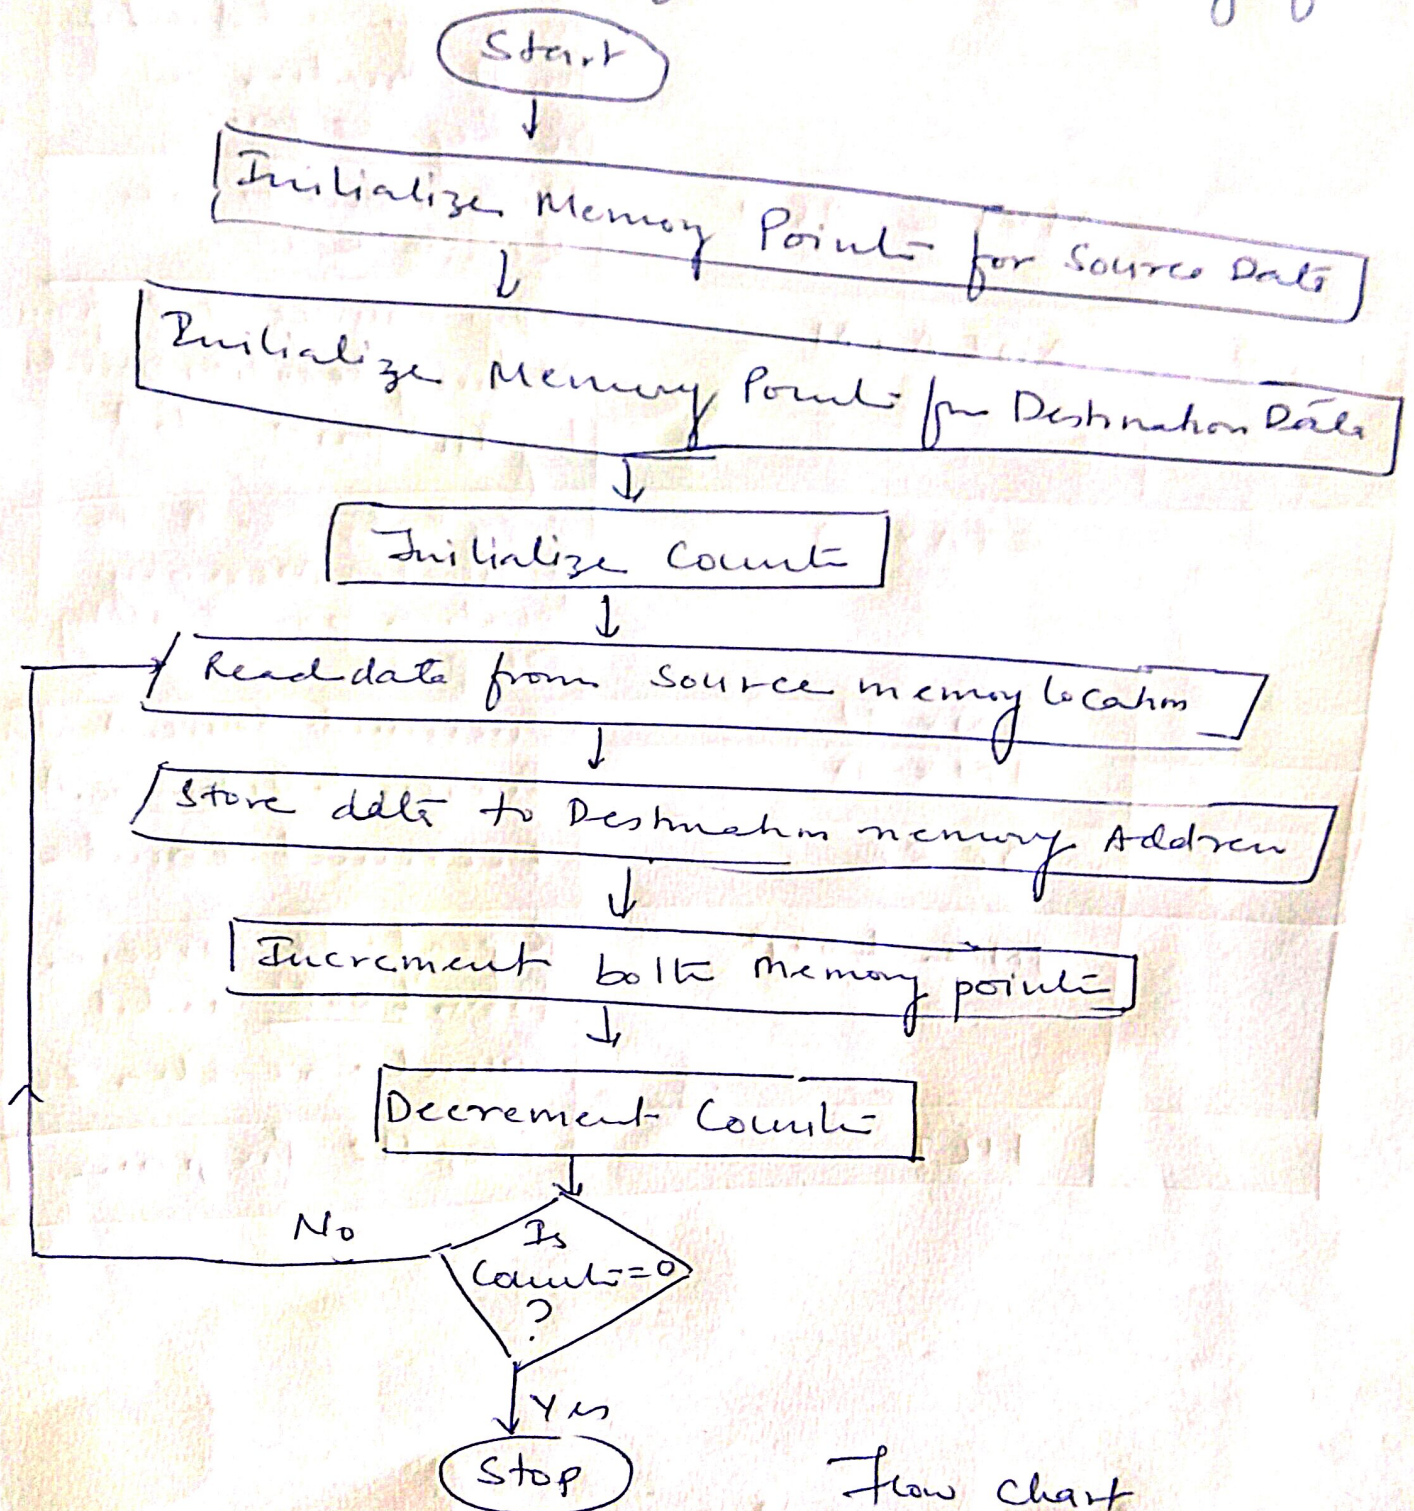 Start
Initialize Memory Pointer for Source Data
Initialize Memory Pointer for Destination Data
Initialize Counter
Read data from Source memory location
Store data to Destination memory Address
Increment both memory pointer
Decrement Counter
No
Is
Counter=0
?
Yes
Stop
Flow chart